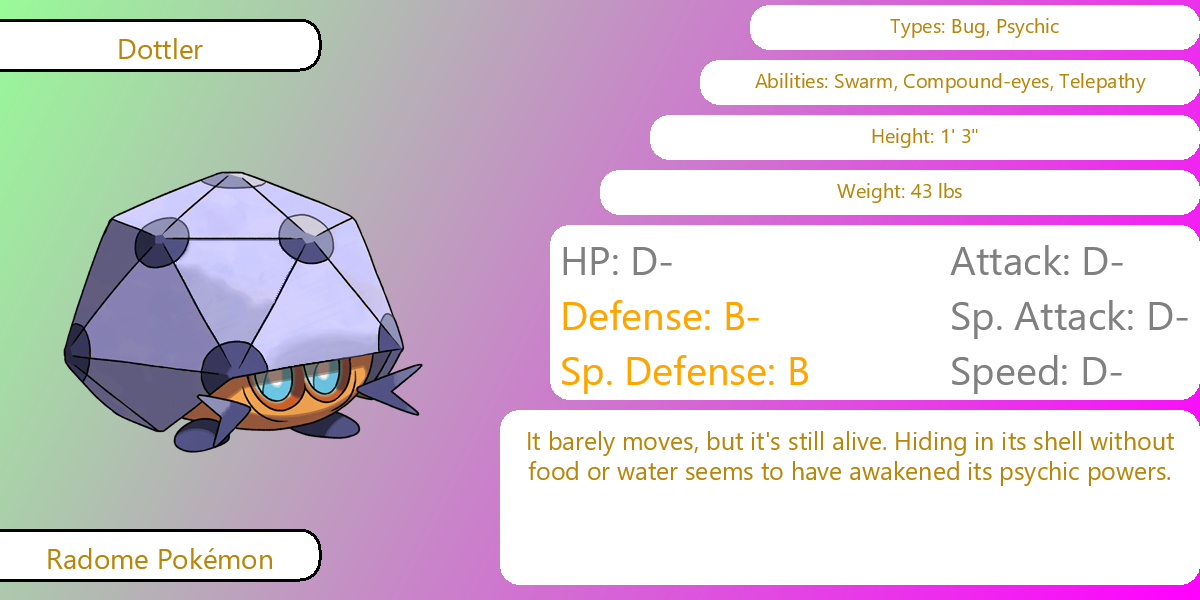 Dottler
Types: Bug, Psychic
Abilities: Swarm, Compound-eyes, Telepathy
Height: 1' 3"
Weight: 43 lbs
HP: D-
Attack: D-
Defense: B-
Sp. Attack: D-
Sp. Defense: B
Speed: D-
It barely moves, but it's still alive. Hiding in its shell without
food or water seems to have awakened its psychic powers.
Radome Pokémon